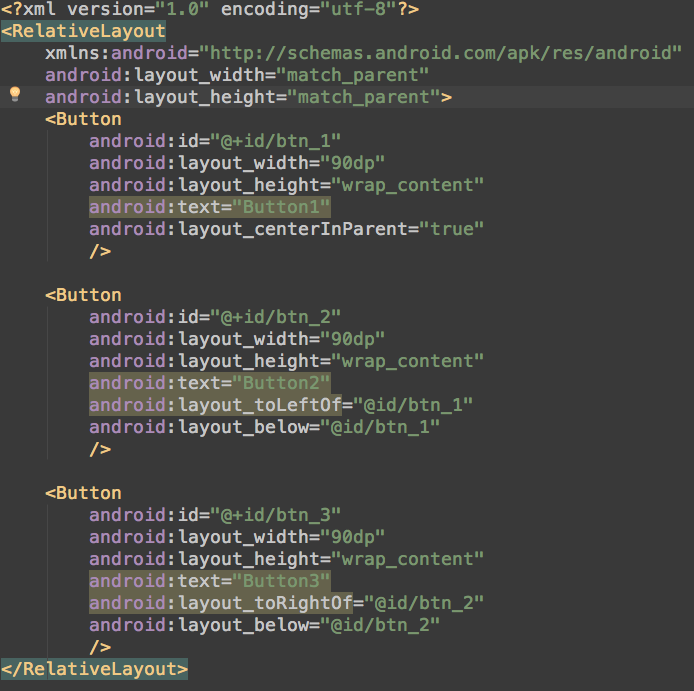 <?xml version="1.0" encoding="utf-8"?>
<RelativeLayout
xmlns:android="http://schemas.android.com/apk/res/android"
android:layout_width="match_parent"
android:layout_height="match_parent">
<Button
android:id="@+id/btn_1"
android:layout_width="90dp"
android:layout_height="wrap_content"
android:text="Button1"
android:layout_centerInParent="true"
/>
<Button
android:id="@+id/btn_2"
android:layout_width="90dp"
android:layout_height="wrap_content"
android:text="Button2"
android:layout_toLeftOf="@id/btn_1"
android:layout_below="@id/btn_1"
/>
<Button
android:id="@+id/btn_3"
android:layout_width="90dp"
android:layout_height="wrap_content"
android:text="Button3"
android:layout_toRightOf="@id/btn_2"
android:layout_below="@id/btn_2"
/>
</RelativeLayout>